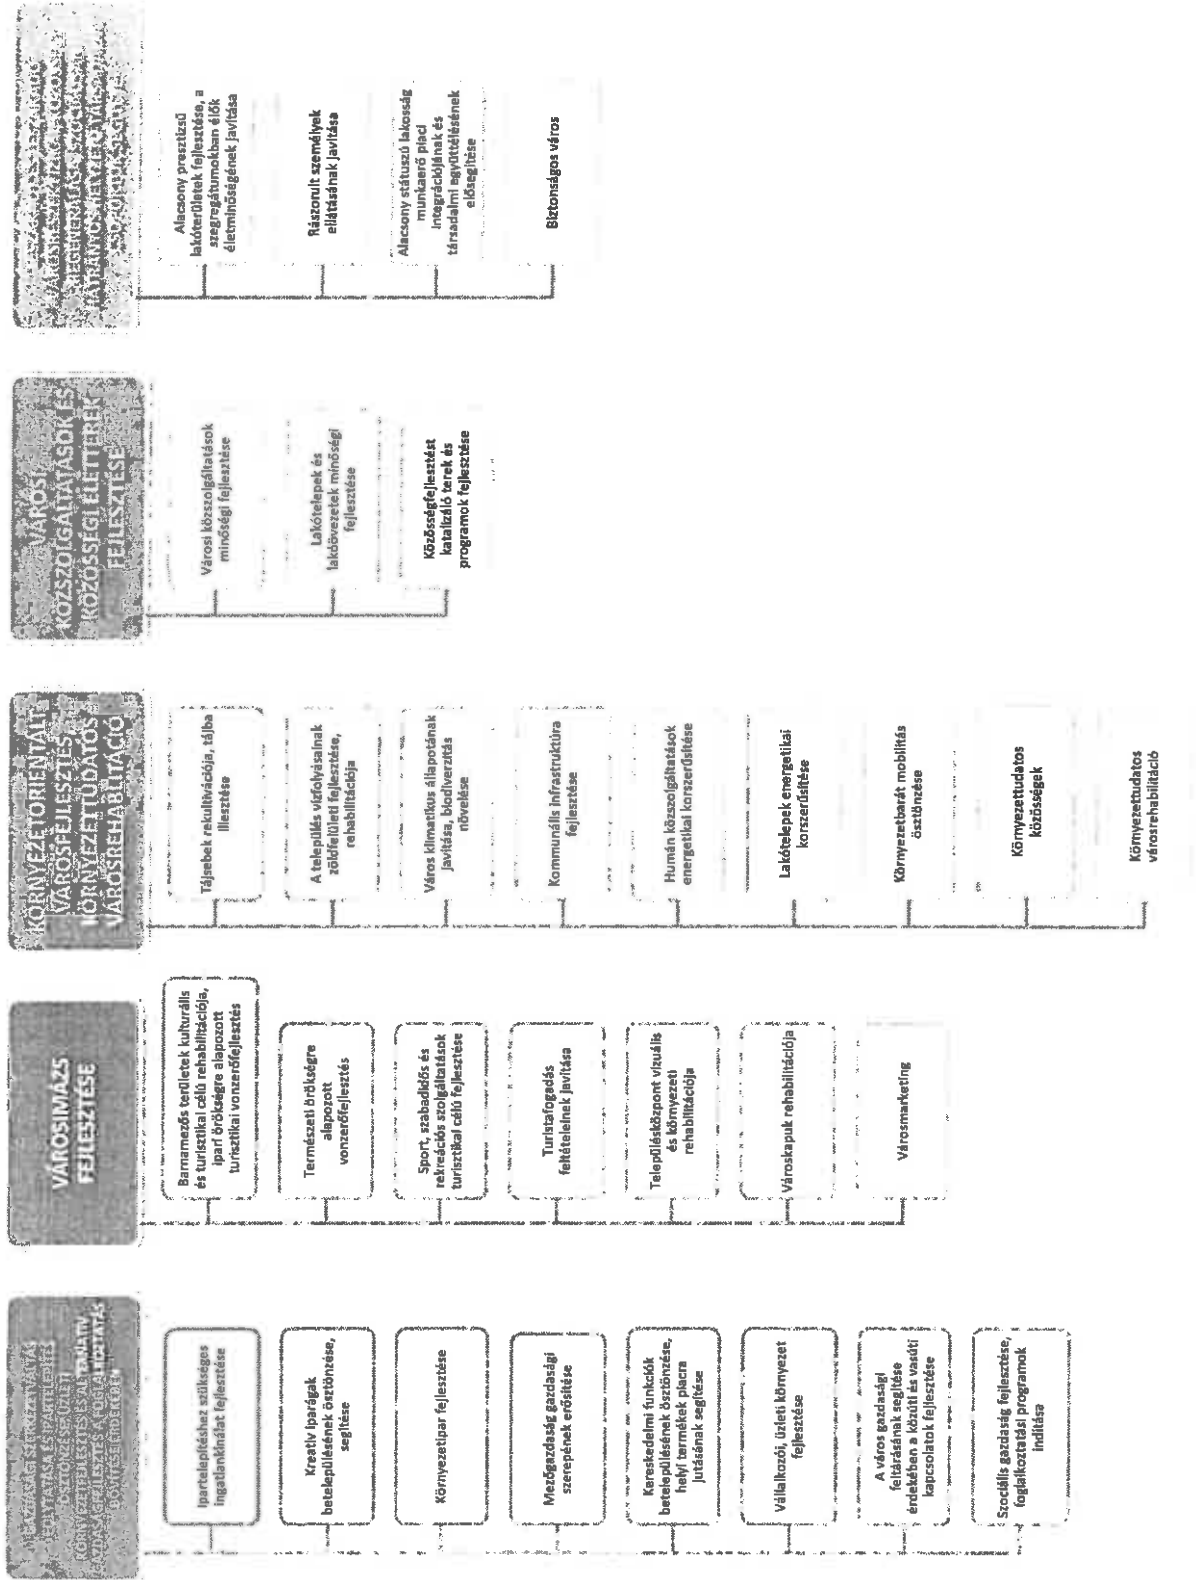 VÁROSIMÁZS
FEJLESZTÉSE
KÖRNYEZETORIENTÁLT
VÁROSFEJLESZTÉS,
KÖRNYEZETTUDATOS
VÁROSREHABILITÁCIÓ
VÁROSI
KÖZSZOLGÁLTATÁSOK ÉS
KÖZÖSSÉGI ÉLETTEREK
FEJLESZTÉSE
Ipartelepítéshez szükséges
ingatlankínálat fejlesztése
Kreatív iparágak
betelepülésének ösztönzése,
segítése
Környezetipar fejlesztése
Mezőgazdaság gazdasági
szerepének erősítése
Kereskedelmi funkciók
betelepülésének ösztönzése,
helyi termékek piacra
jutásának segítése
Vállalkozói, üzleti környezet
fejlesztése
A város gazdasági
feltárásának segítése
érdekében a közúti és vasúti
kapcsolatok fejlesztése
Szociális gazdaság fejlesztése,
foglalkoztatási programok
indítása
Barnamezős területek kulturális
és turisztikai célú rehabilitációja,
ipari örökségre alapozott
turisztikai vonzerőfejlesztés
Természeti örökségre
alapozott
vonzerőfejlesztés
Sport, szabadidős és
rekreációs szolgáltatások
turisztikai célú fejlesztése
Turistafogadás
feltételeinek javítása
Településközpont vizuális
és környezeti
rehabilitációja
Városkapuk rehabilitációja
Városmarketing
Tájsebek rekultivációja, tájba
illesztése
A település vízfolyásainak
zöldfelületi fejlesztése,
rehabilitációja
Város klimatikus állapotának
javítása, biodiverzitás
növelése
Kommunális infrastruktúra
fejlesztése
Humán közszolgáltatások
energetikai korszerűsítése
Lakótelepek energetikai
korszerűsítése
Környezetbarát mobilitás
ösztönzése
Környezettudatos
közösségek
Környezettudatos
városrehabilitáció
Városi közszolgáltatások
minőségi fejlesztése
Lakótelepek és
lakóövezetek minőségi
fejlesztése
Közösségfejlesztést
katalizáló terek és
programok fejlesztése
Alacsony presztizsű
lakóterületek fejlesztése, a
szegregátumokban élők
életminőségének javítása
Rászorult személyek
ellátásának javítása
Alacsony státuszú lakosság
munkaerő piaci
integrációjának és
társadalmi együttélésének
elősegítése
Biztonságos város